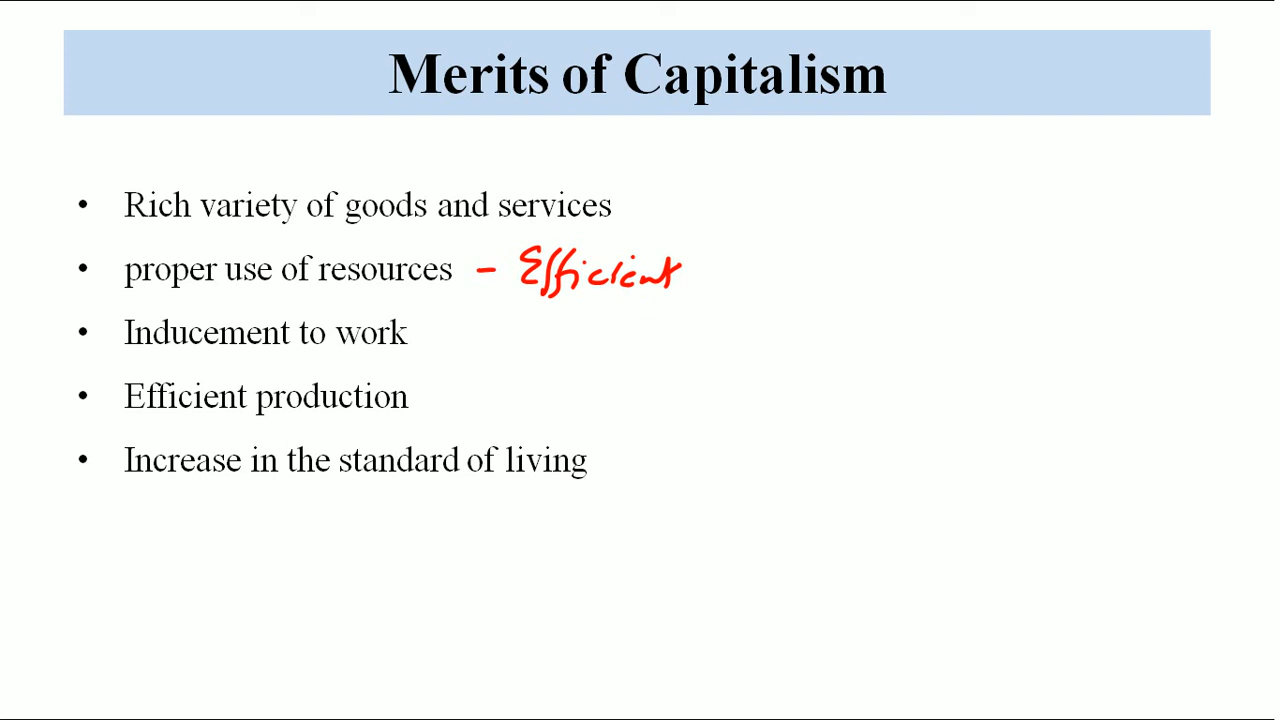 Merits of Capitalism
• Rich variety of goods and services
• proper use of resources - Efficient
• Inducement to work
• Efficient production
• Increase in the standard of living